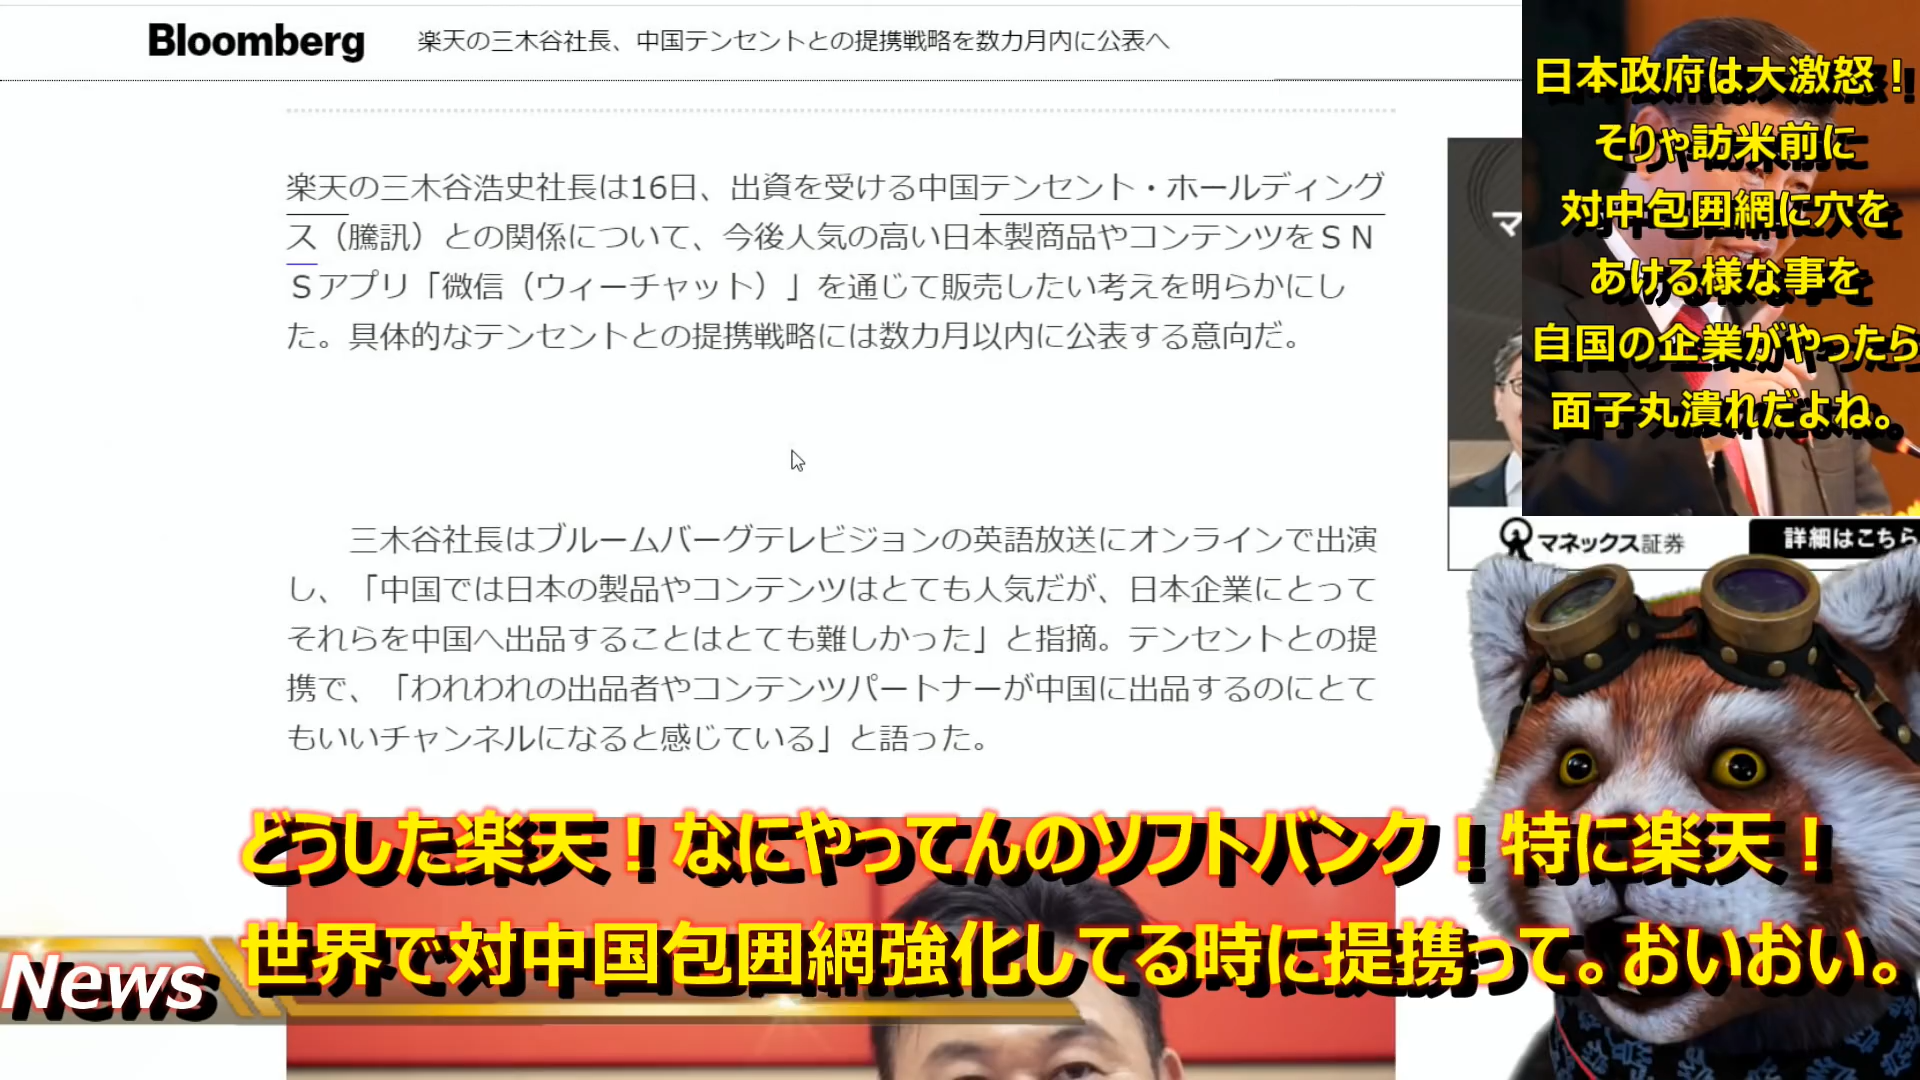 Bloomberg
楽天の三木谷社長、中国テンセントとの提携戦略を数カ月内に公表へ
楽天の三木谷浩史社長は16日、出資を受ける中国テンセント・ホールディング
ス（騰訊）との関係について、今後人気の高い日本製商品やコンテンツをＳＮ
Ｓアプリ「微信（ウィーチャット）」を通じて販売したい考えを明らかにし
た。具体的なテンセントとの提携戦略には数カ月以内に公表する意向だ。
三木谷社長はブルームバーグテレビジョンの英語放送にオンラインで出演
し、「中国では日本の製品やコンテンツはとても人気だが、日本企業にとって
それらを中国へ出品することはとても難しかった」と指摘。テンセントとの提
携で、「われわれの出品者やコンテンツパートナーが中国に出品するのにとて
もいいチャンネルになると感じている」と語った。
日本政府は大激怒！
そりゃ訪米前に
対中包囲網に穴を
あける様な事を
自国の企業がやったら
面子丸潰れだよね。
マ
マネックス証券
詳細はこちら
どうした楽天！なにやってんのソフトバンク！特に楽天！
世界で対中国包囲網強化してる時に提携って。おいおい。
News